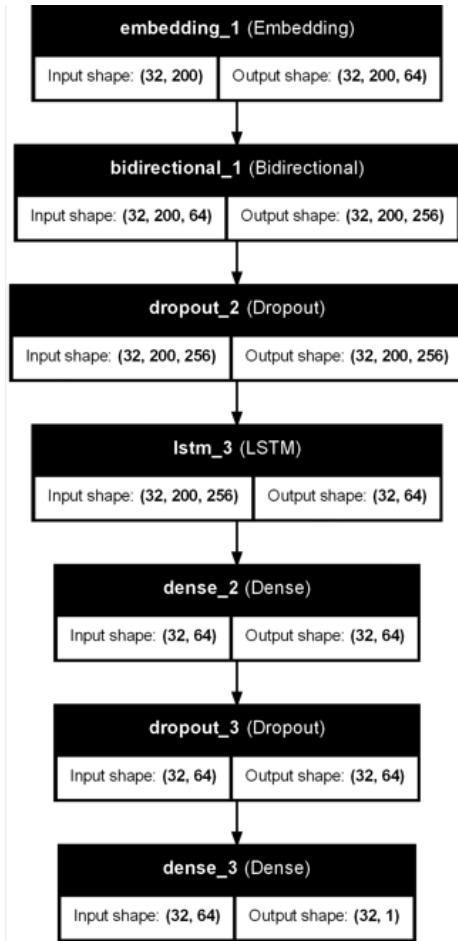 embedding_1 (Embedding)
Input shape: (32, 200) Output shape: (32, 200, 64)
bidirectional_1 (Bidirectional)
Input shape: (32, 200, 64) Output shape: (32, 200, 256)
dropout_2 (Dropout)
Input shape: (32, 200, 256) Output shape: (32, 200, 256)
lstm_3 (LSTM)
Input shape: (32, 200, 256) Output shape: (32, 64)
dense_2 (Dense)
Input shape: (32, 64) Output shape: (32, 64)
dropout_3 (Dropout)
Input shape: (32, 64) Output shape: (32, 64)
dense_3 (Dense)
Input shape: (32, 64) Output shape: (32, 1)